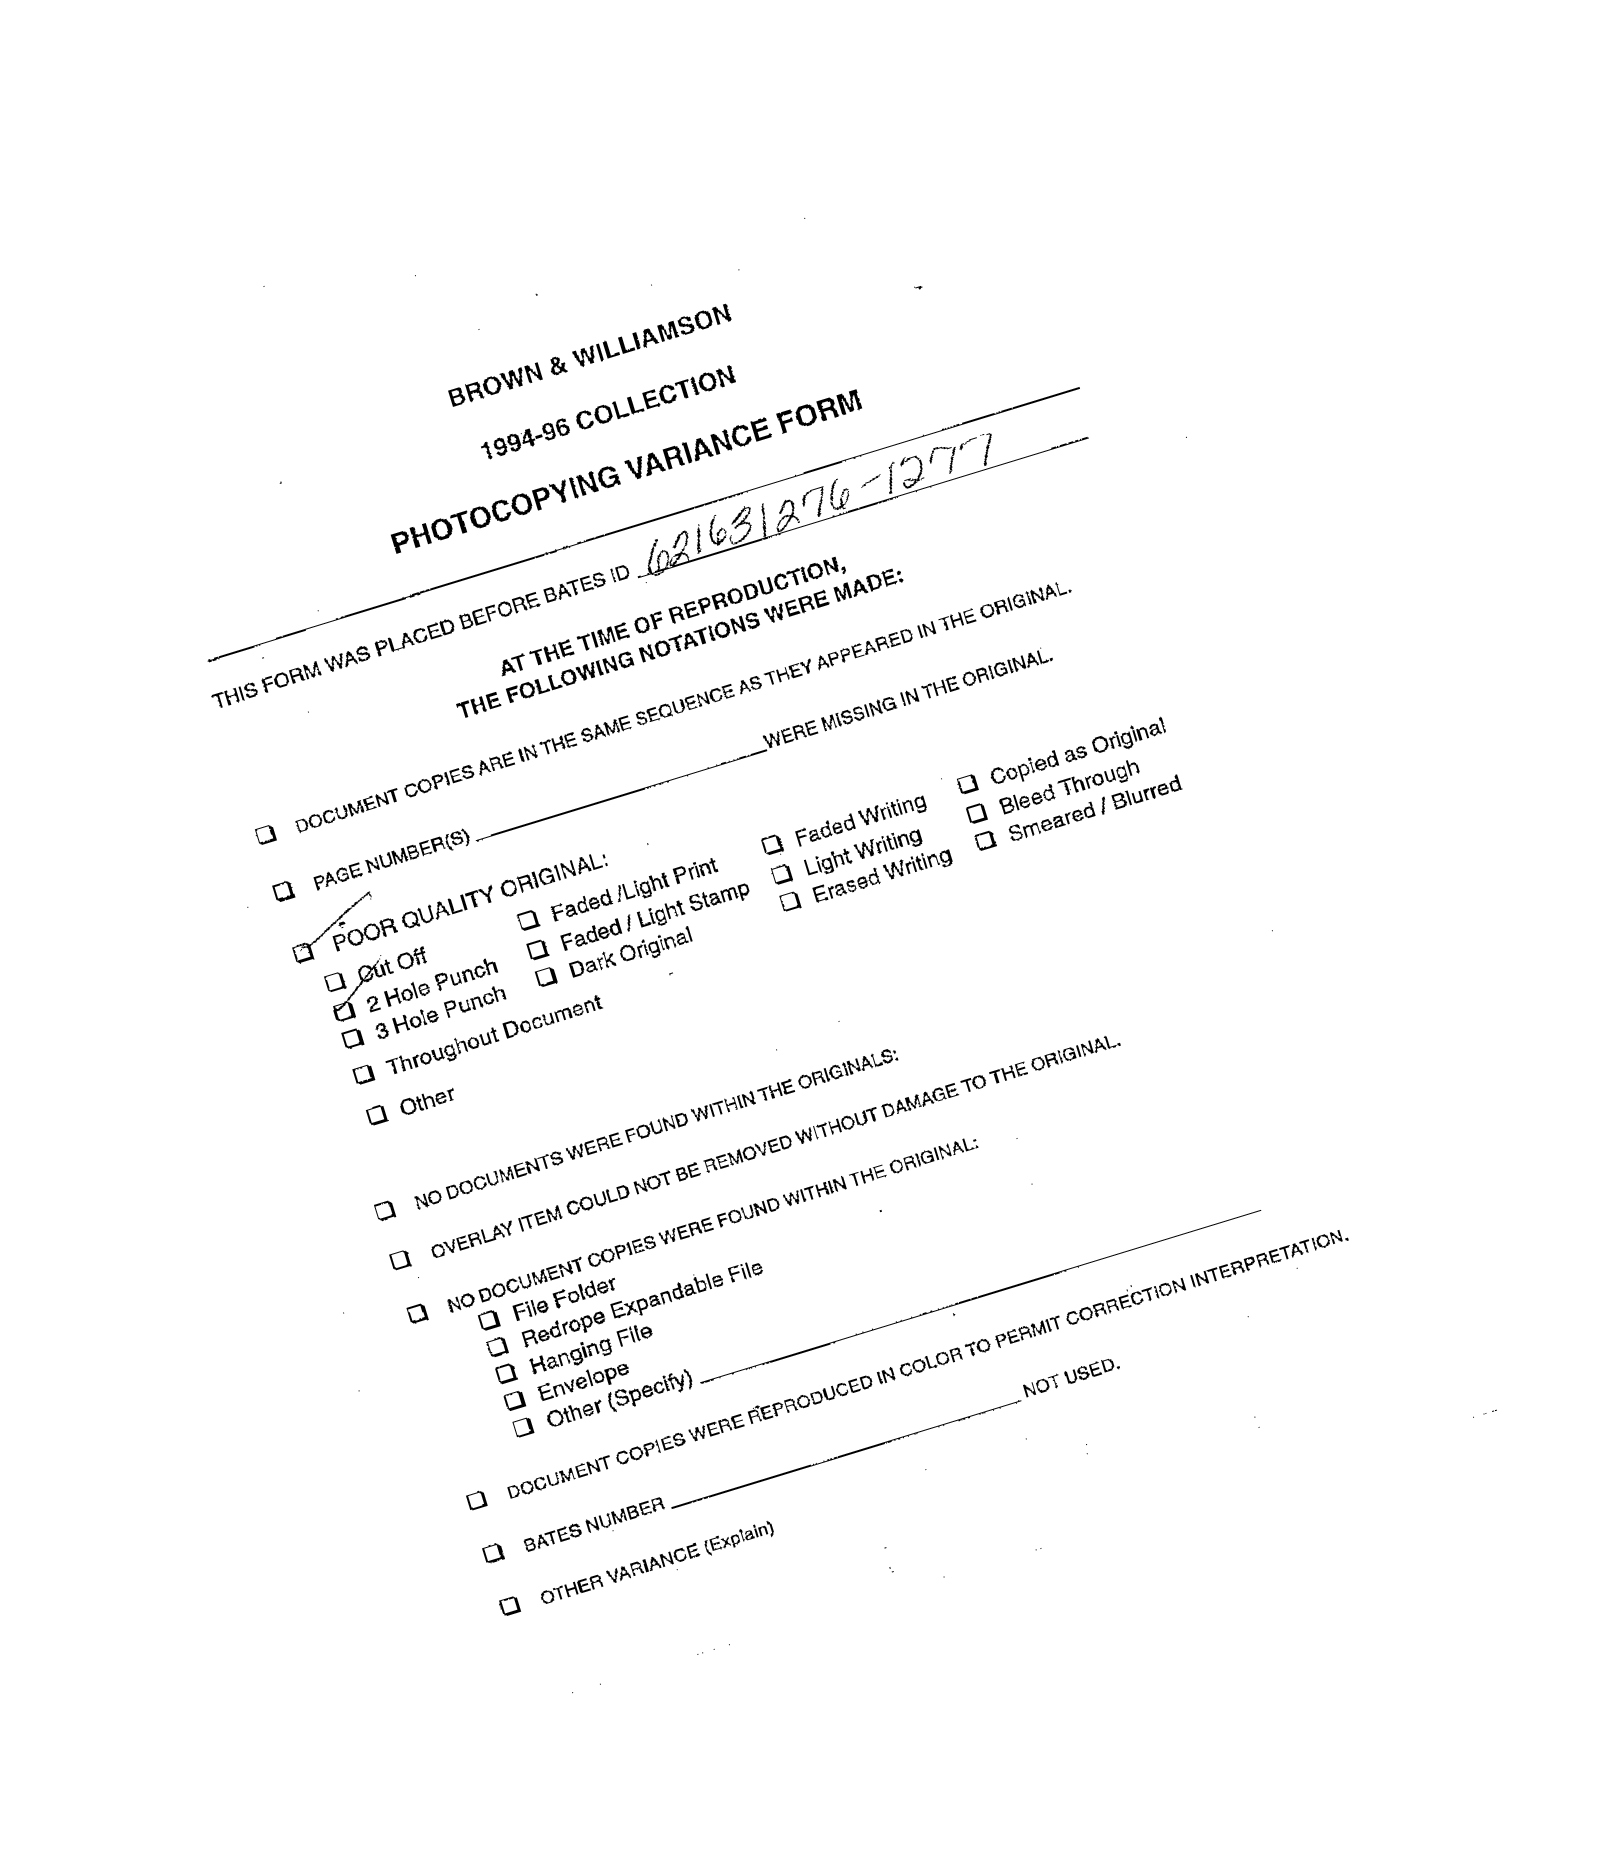 BROWN & WILLIAMSON
1994-96 COLLECTION
PHOTOCOPYING VARIANCE FORM
THIS FORM WAS PLACED BEFORE BATES ID 621631276-1277
AT THE TIME OF REPRODUCTION,
THE FOLLOWING NOTATIONS WERE MADE:
DOCUMENT COPIES ARE IN THE SAME SEQUENCE AS THEY APPEARED IN THE ORIGINAL.
PAGE NUMBER(S) WERE MISSING IN THE ORIGINAL.
POOR QUALITY ORIGINAL:
Cut Off Faded /Light Print Faded Writing Copied as Original
2 Hole Punch Faded / Light Stamp Light Writing Bleed Through
3 Hole Punch Dark Original Erased Writing Smeared / Blurred
Throughout Document
Other
NO DOCUMENTS WERE FOUND WITHIN THE ORIGINALS:
OVERLAY ITEM COULD NOT BE REMOVED WITHOUT DAMAGE TO THE ORIGINAL.
NO DOCUMENT COPIES WERE FOUND WITHIN THE ORIGINAL:
File Folder
Redrope Expandable File
Hanging File
Envelope
Other (Specify)
DOCUMENT COPIES WERE REPRODUCED IN COLOR TO PERMIT CORRECTION INTERPRETATION.
BATES NUMBER NOT USED.
OTHER VARIANCE (Explain)